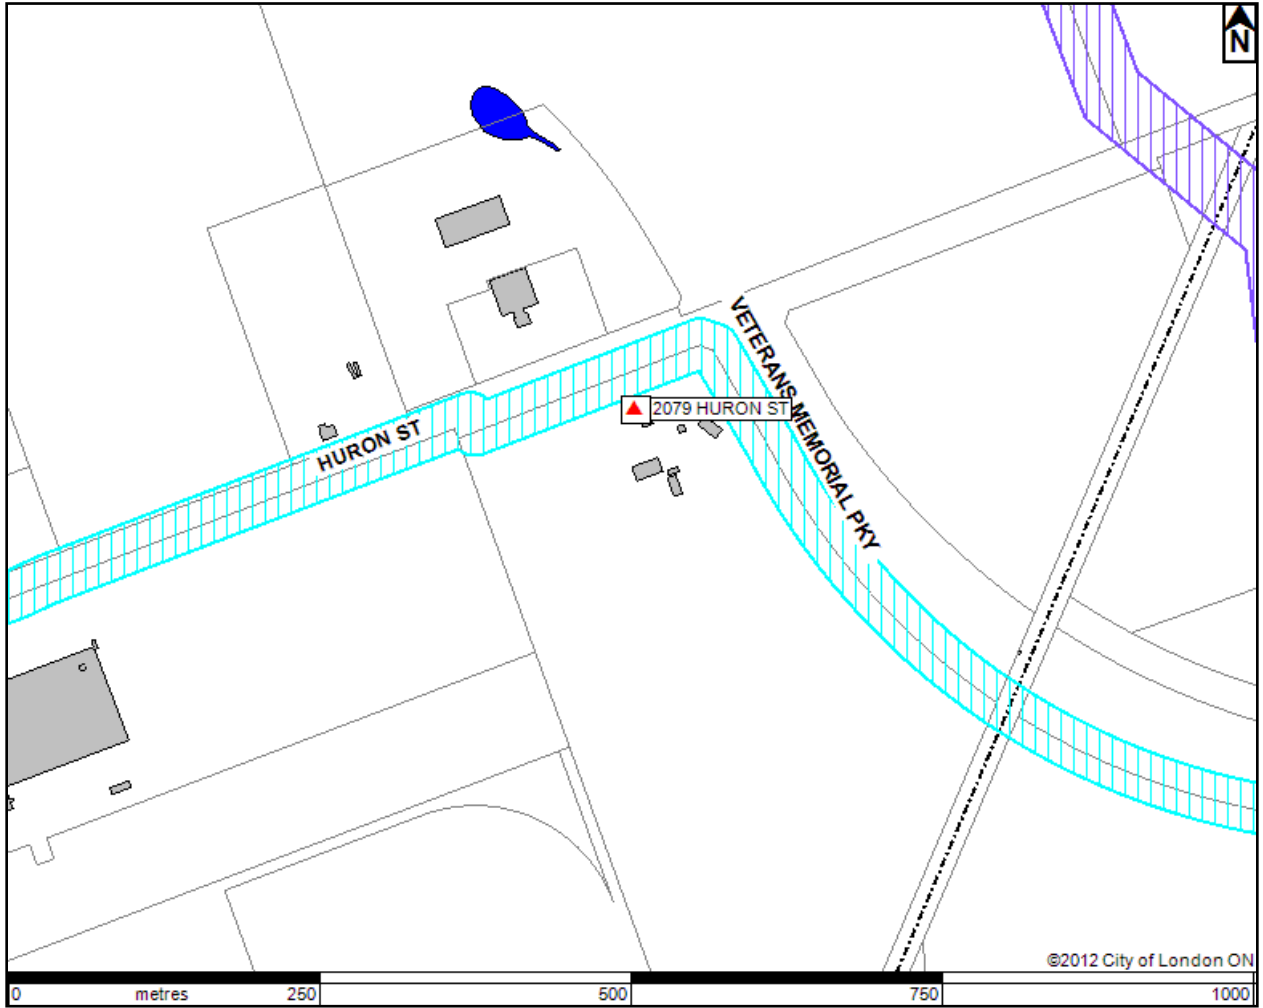 N
VETERANS MEMORIAL PKY
2079 HURON ST
HURON ST
©2012 City of London ON
0 metres 250 500 750 1000